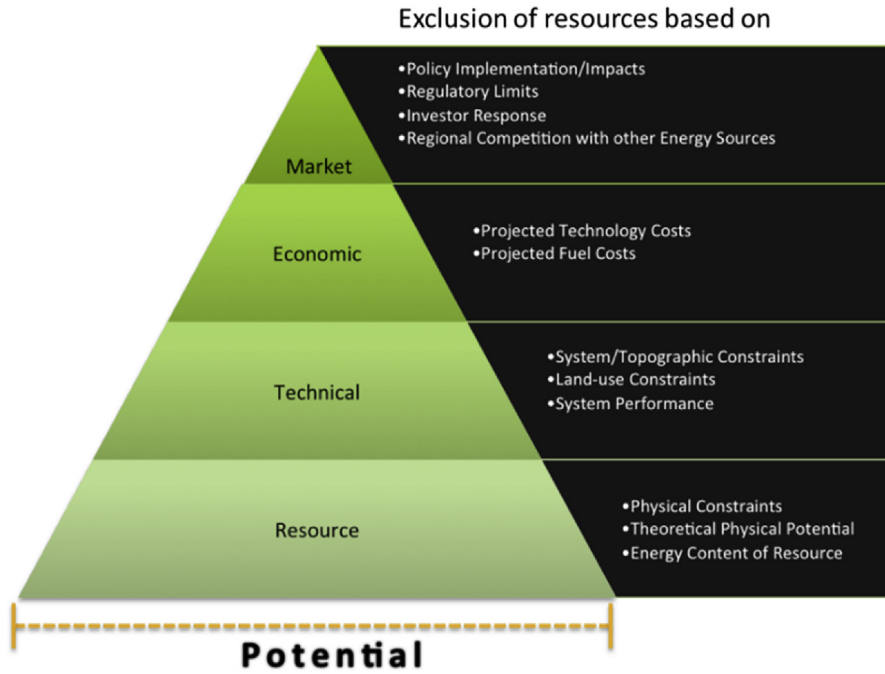 Exclusion of resources based on
•Policy Implementation/Impacts
•Regulatory Limits
•Investor Response
•Regional Competition with other Energy Sources
Market
•Projected Technology Costs
•Projected Fuel Costs
Economic
•System/Topographic Constraints
•Land-use Constraints
•System Performance
Technical
•Physical Constraints
•Theoretical Physical Potential
•Energy Content of Resource
Resource
Potential